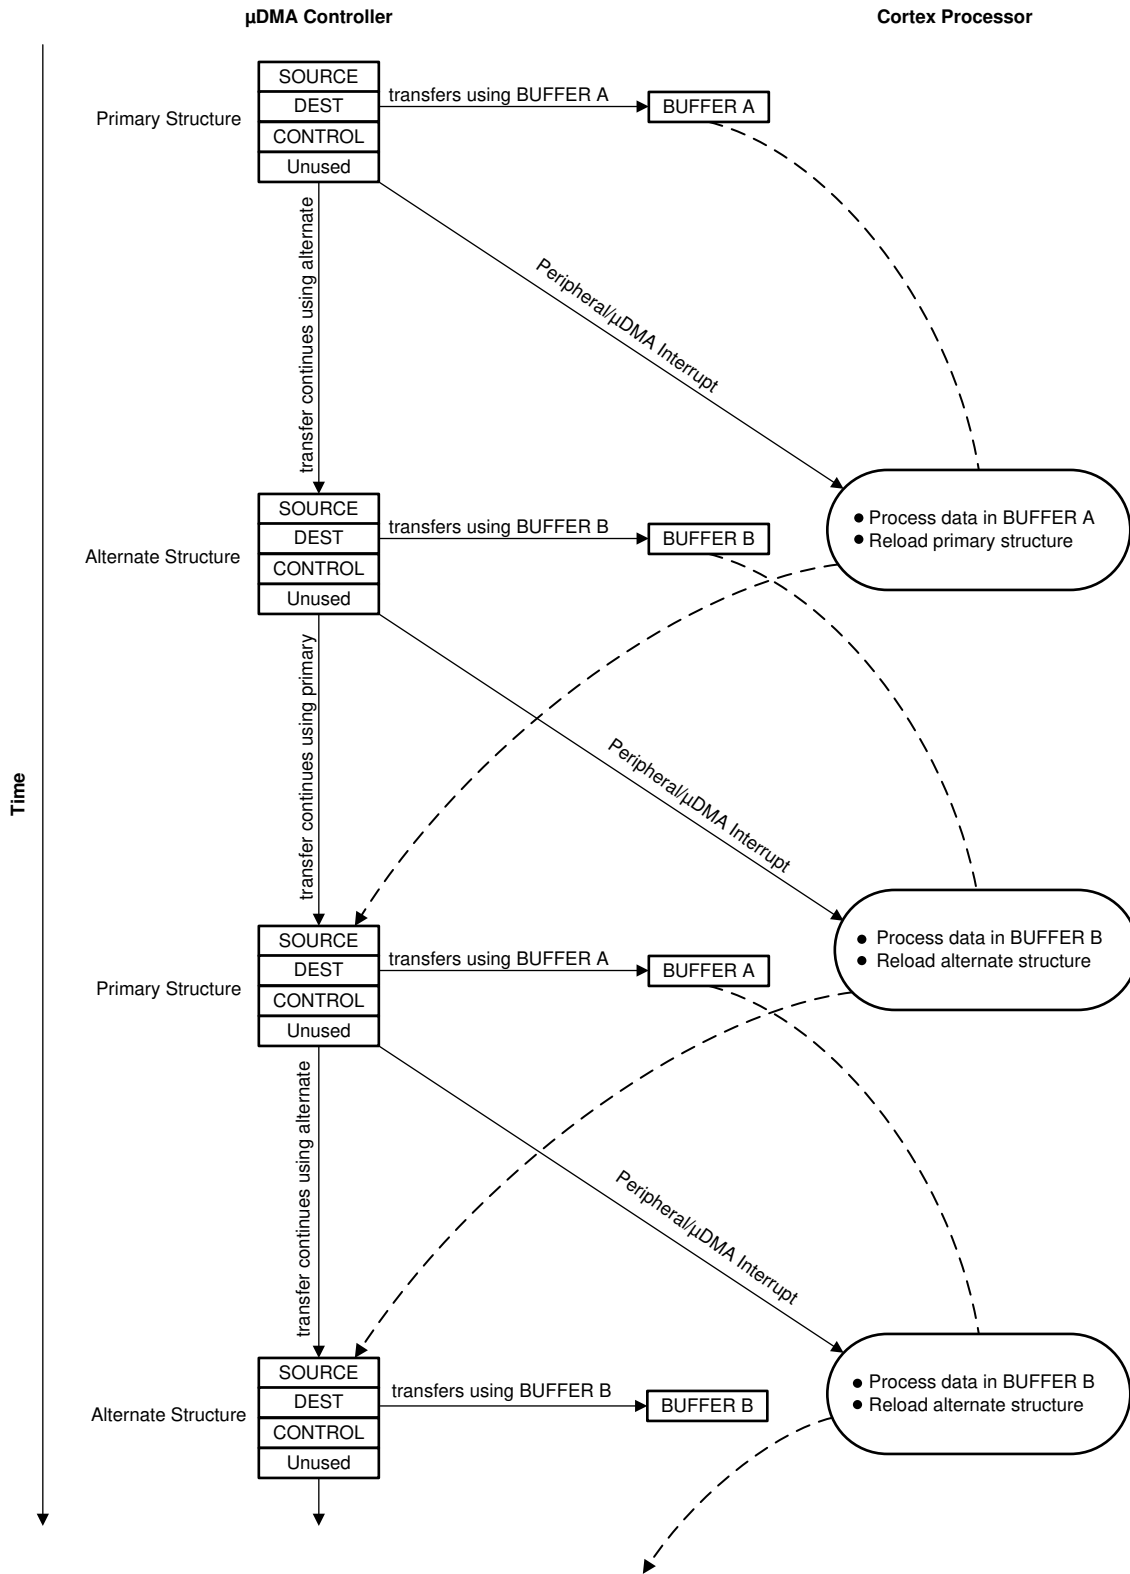 µDMA Controller
Cortex Processor
SOURCE
transfers using BUFFER A
DEST
BUFFER A
Primary Structure
CONTROL
Unused
transfer continues using alternate
Peripheral/µDMA Interrupt
SOURCE
transfers using BUFFER B
DEST
BUFFER B
Alternate Structure
CONTROL
Unused
● Process data in BUFFER A
● Reload primary structure
transfer continues using primary
Peripheral/µDMA Interrupt
Time
SOURCE
transfers using BUFFER A
DEST
BUFFER A
Primary Structure
CONTROL
Unused
● Process data in BUFFER B
● Reload alternate structure
transfer continues using alternate
Peripheral/µDMA Interrupt
SOURCE
transfers using BUFFER B
DEST
BUFFER B
Alternate Structure
CONTROL
Unused
● Process data in BUFFER B
● Reload alternate structure